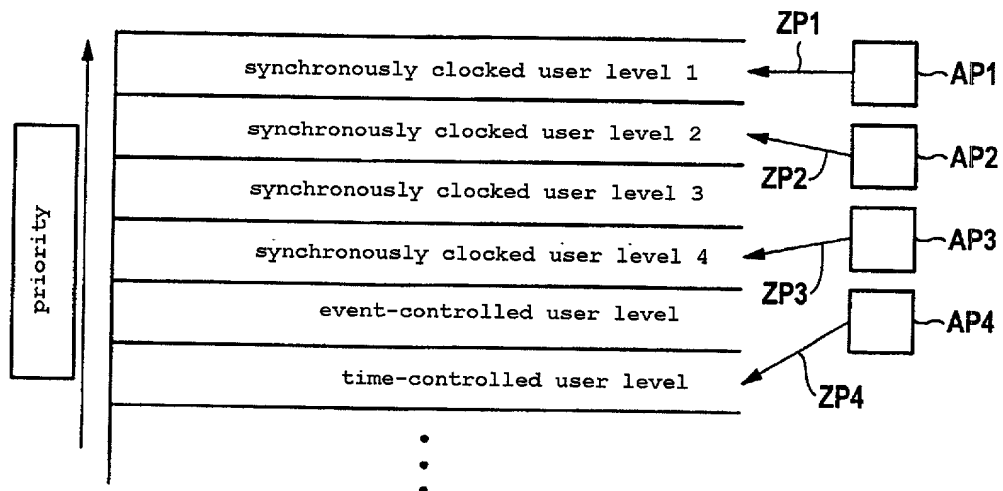 ZP1
synchronously clocked user level 1
AP1
synchronously clocked user level 2
ZP2
AP2
synchronously clocked user level 3
priority
synchronously clocked user level 4
AP3
ZP3
event-controlled user level
AP4
time-controlled user level
ZP4